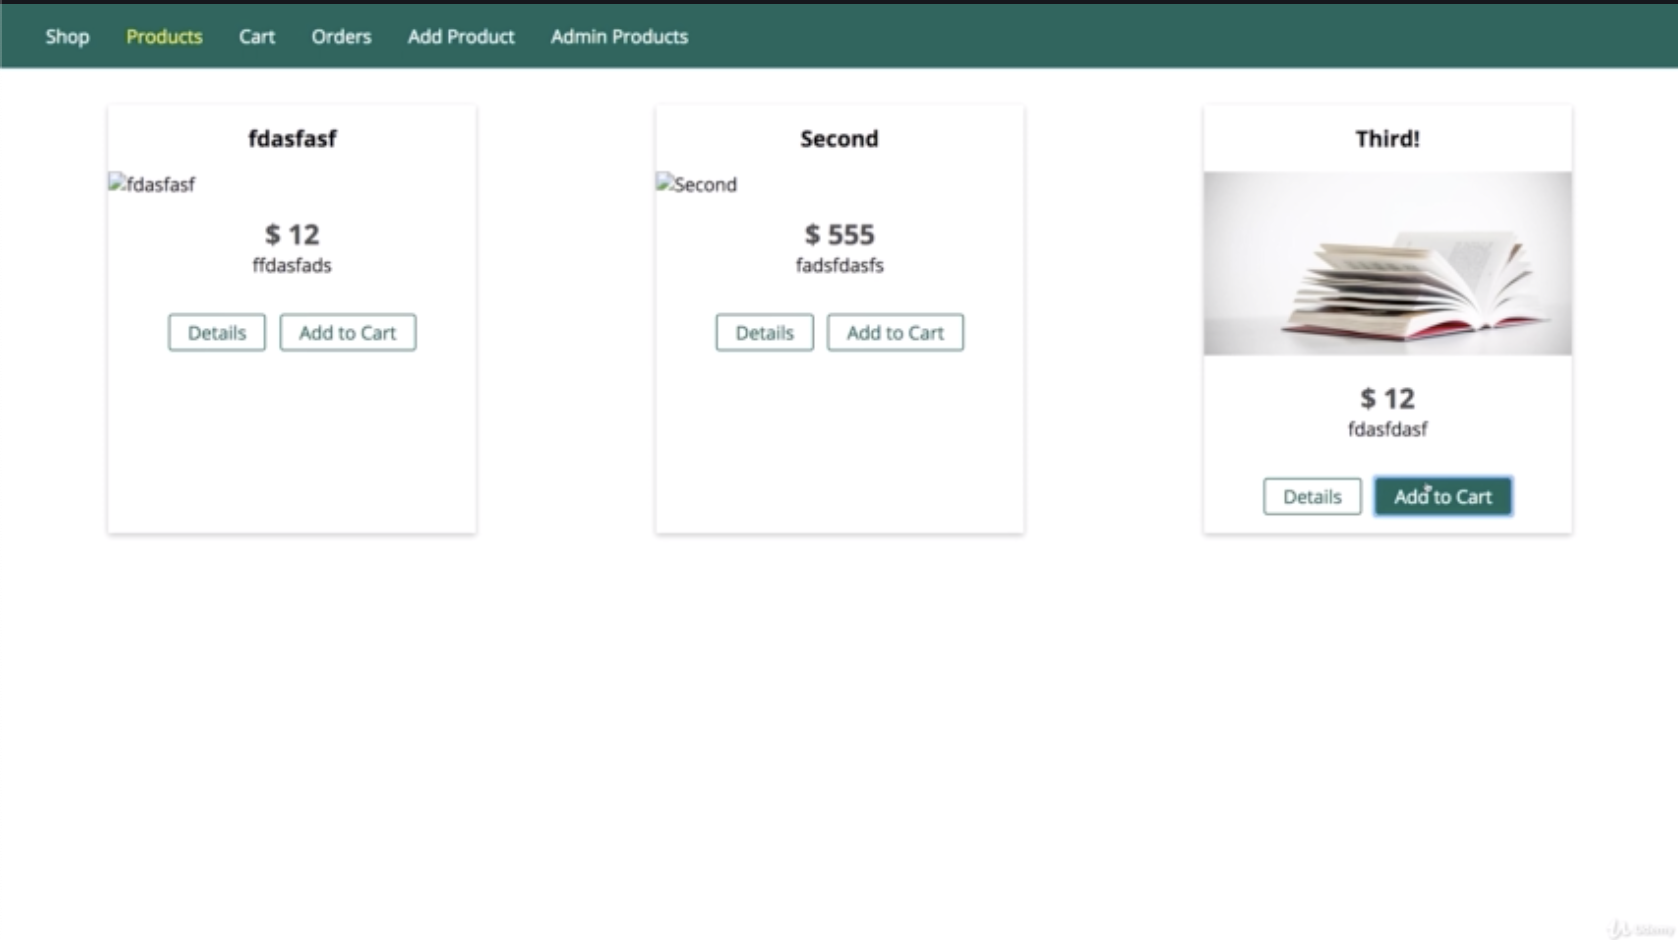 Shop Products Cart Orders Add Product Admin Products
fdasfasf
fdasfasf
$ 12
ffdasfads
Details Add to Cart
Second
Second
$ 555
fadsfdasfs
Details Add to Cart
Third!
$ 12
fdasfdasf
Details Add to Cart
Udemy